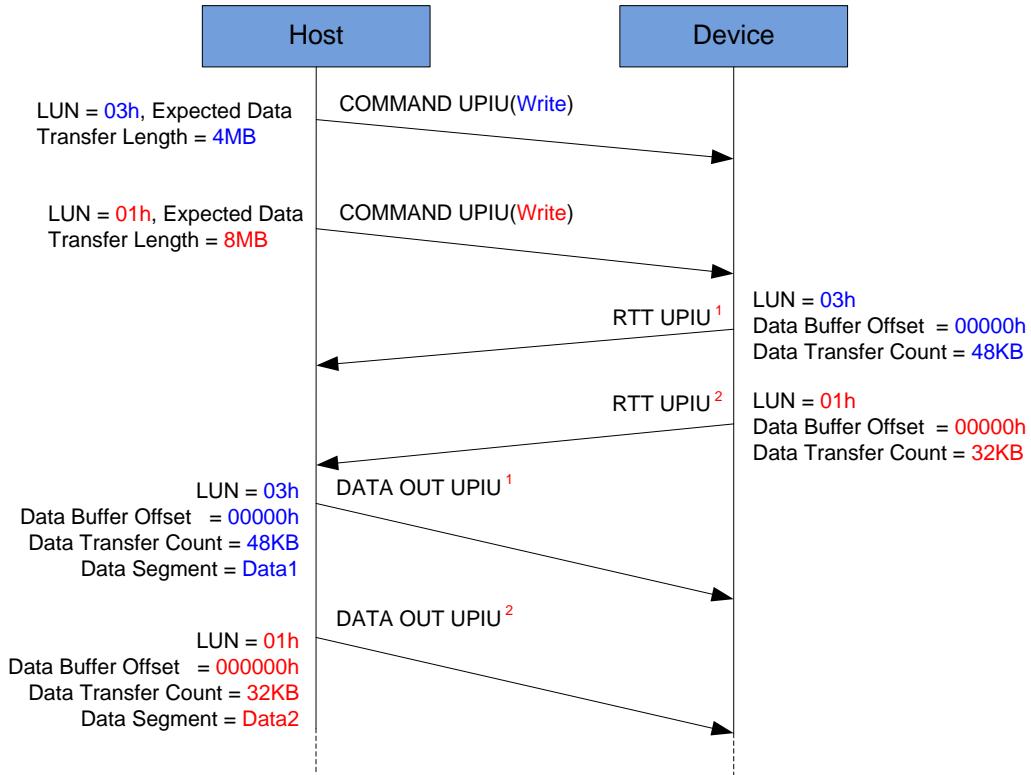 Host
Device
COMMAND UPIU(Write)
LUN = 03h, Expected Data
Transfer Length = 4MB
COMMAND UPIU(Write)
LUN = 01h, Expected Data
Transfer Length = 8MB
RTT UPIU 1
LUN = 03h
Data Buffer Offset = 00000h
Data Transfer Count = 48KB
RTT UPIU 2
LUN = 01h
Data Buffer Offset = 00000h
Data Transfer Count = 32KB
DATA OUT UPIU 1
LUN = 03h
Data Buffer Offset = 00000h
Data Transfer Count = 48KB
Data Segment = Data1
DATA OUT UPIU 2
LUN = 01h
Data Buffer Offset = 000000h
Data Transfer Count = 32KB
Data Segment = Data2